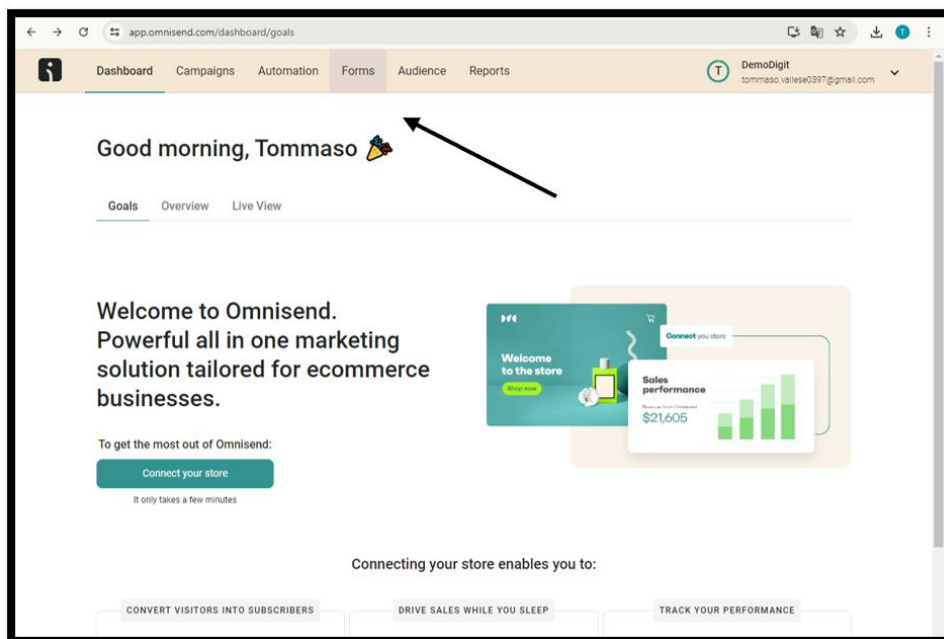 app.omnisend.com/dashboard/goals
T
Dashboard Campaigns Automation Forms Audience Reports
T
DemoDigit
tommaso.vallese0397@gmail.com
Good morning, Tommaso
Goals Overview Live View
Welcome to Omnisend.
Powerful all in one marketing
solution tailored for ecommerce
businesses.
To get the most out of Omnisend:
Connect your store
It only takes a few minutes
Welcome
to the store
Shop now
Connect you store
Sales
performance
Revenue from Omnisend
$21,605
Connecting your store enables you to:
CONVERT VISITORS INTO SUBSCRIBERS DRIVE SALES WHILE YOU SLEEP TRACK YOUR PERFORMANCE